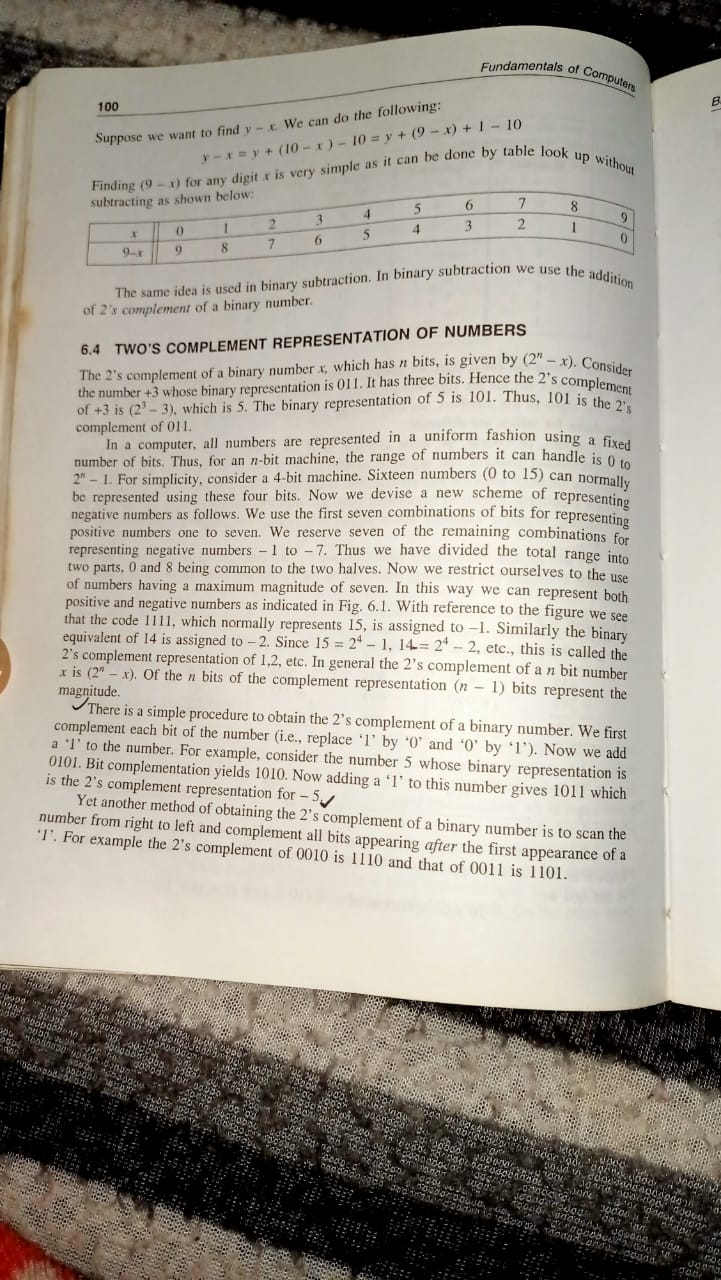 Fundamentals of Computers
100
Suppose we want to find y – x. We can do the following:
y – x = y + (10 – x ) – 10 = y + (9 – x) + 1 – 10
Finding (9 – x) for any digit x is very simple as it can be done by table look up without
subtracting as shown below:
x 0 1 2 3 4 5 6 7 8 9
9–x 9 8 7 6 5 4 3 2 1 0
The same idea is used in binary subtraction. In binary subtraction we use the addition
of 2's complement of a binary number.
6.4 TWO'S COMPLEMENT REPRESENTATION OF NUMBERS
The 2's complement of a binary number x, which has n bits, is given by (2ⁿ – x). Consider
the number +3 whose binary representation is 011. It has three bits. Hence the 2's complement
of +3 is (2³ – 3), which is 5. The binary representation of 5 is 101. Thus, 101 is the 2's
complement of 011.
In a computer, all numbers are represented in a uniform fashion using a fixed
number of bits. Thus, for an n-bit machine, the range of numbers it can handle is 0 to
2ⁿ – 1. For simplicity, consider a 4-bit machine. Sixteen numbers (0 to 15) can normally
be represented using these four bits. Now we devise a new scheme of representing
negative numbers as follows. We use the first seven combinations of bits for representing
positive numbers one to seven. We reserve seven of the remaining combinations for
representing negative numbers – 1 to – 7. Thus we have divided the total range into
two parts, 0 and 8 being common to the two halves. Now we restrict ourselves to the use
of numbers having a maximum magnitude of seven. In this way we can represent both
positive and negative numbers as indicated in Fig. 6.1. With reference to the figure we see
that the code 1111, which normally represents 15, is assigned to –1. Similarly the binary
equivalent of 14 is assigned to – 2. Since 15 = 2⁴ – 1, 14 = 2⁴ – 2, etc., this is called the
2's complement representation of 1,2, etc. In general the 2's complement of a n bit number
x is (2ⁿ – x). Of the n bits of the complement representation (n – 1) bits represent the
magnitude.
There is a simple procedure to obtain the 2's complement of a binary number. We first
complement each bit of the number (i.e., replace '1' by '0' and '0' by '1'). Now we add
a '1' to the number. For example, consider the number 5 whose binary representation is
0101. Bit complementation yields 1010. Now adding a '1' to this number gives 1011 which
is the 2's complement representation for – 5.
Yet another method of obtaining the 2's complement of a binary number is to scan the
number from right to left and complement all bits appearing after the first appearance of a
'1'. For example the 2's complement of 0010 is 1110 and that of 0011 is 1101.